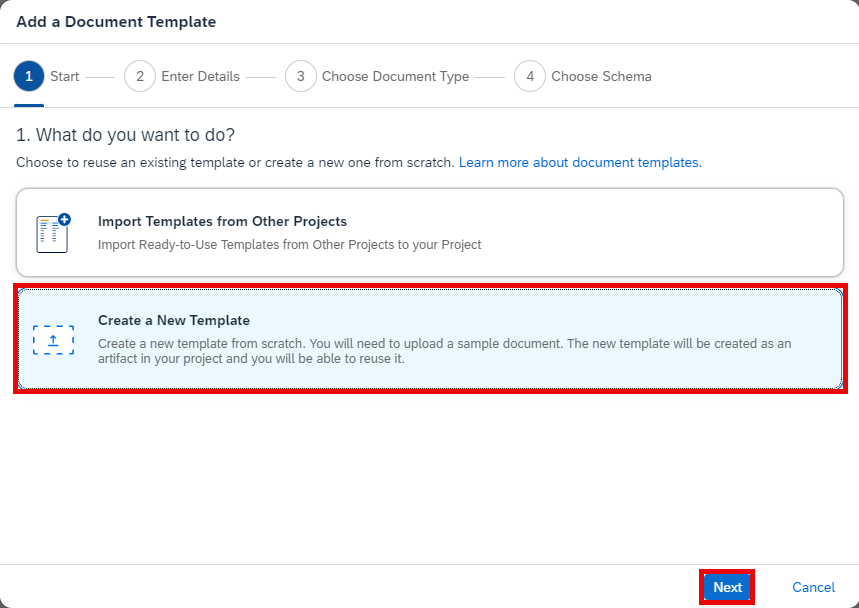 Add a Document Template
1 Start 2 Enter Details 3 Choose Document Type 4 Choose Schema
1. What do you want to do?
Choose to reuse an existing template or create a new one from scratch. Learn more about document templates.
Import Templates from Other Projects
Import Ready-to-Use Templates from Other Projects to your Project
Create a New Template
Create a new template from scratch. You will need to upload a sample document. The new template will be created as an
artifact in your project and you will be able to reuse it.
Next Cancel